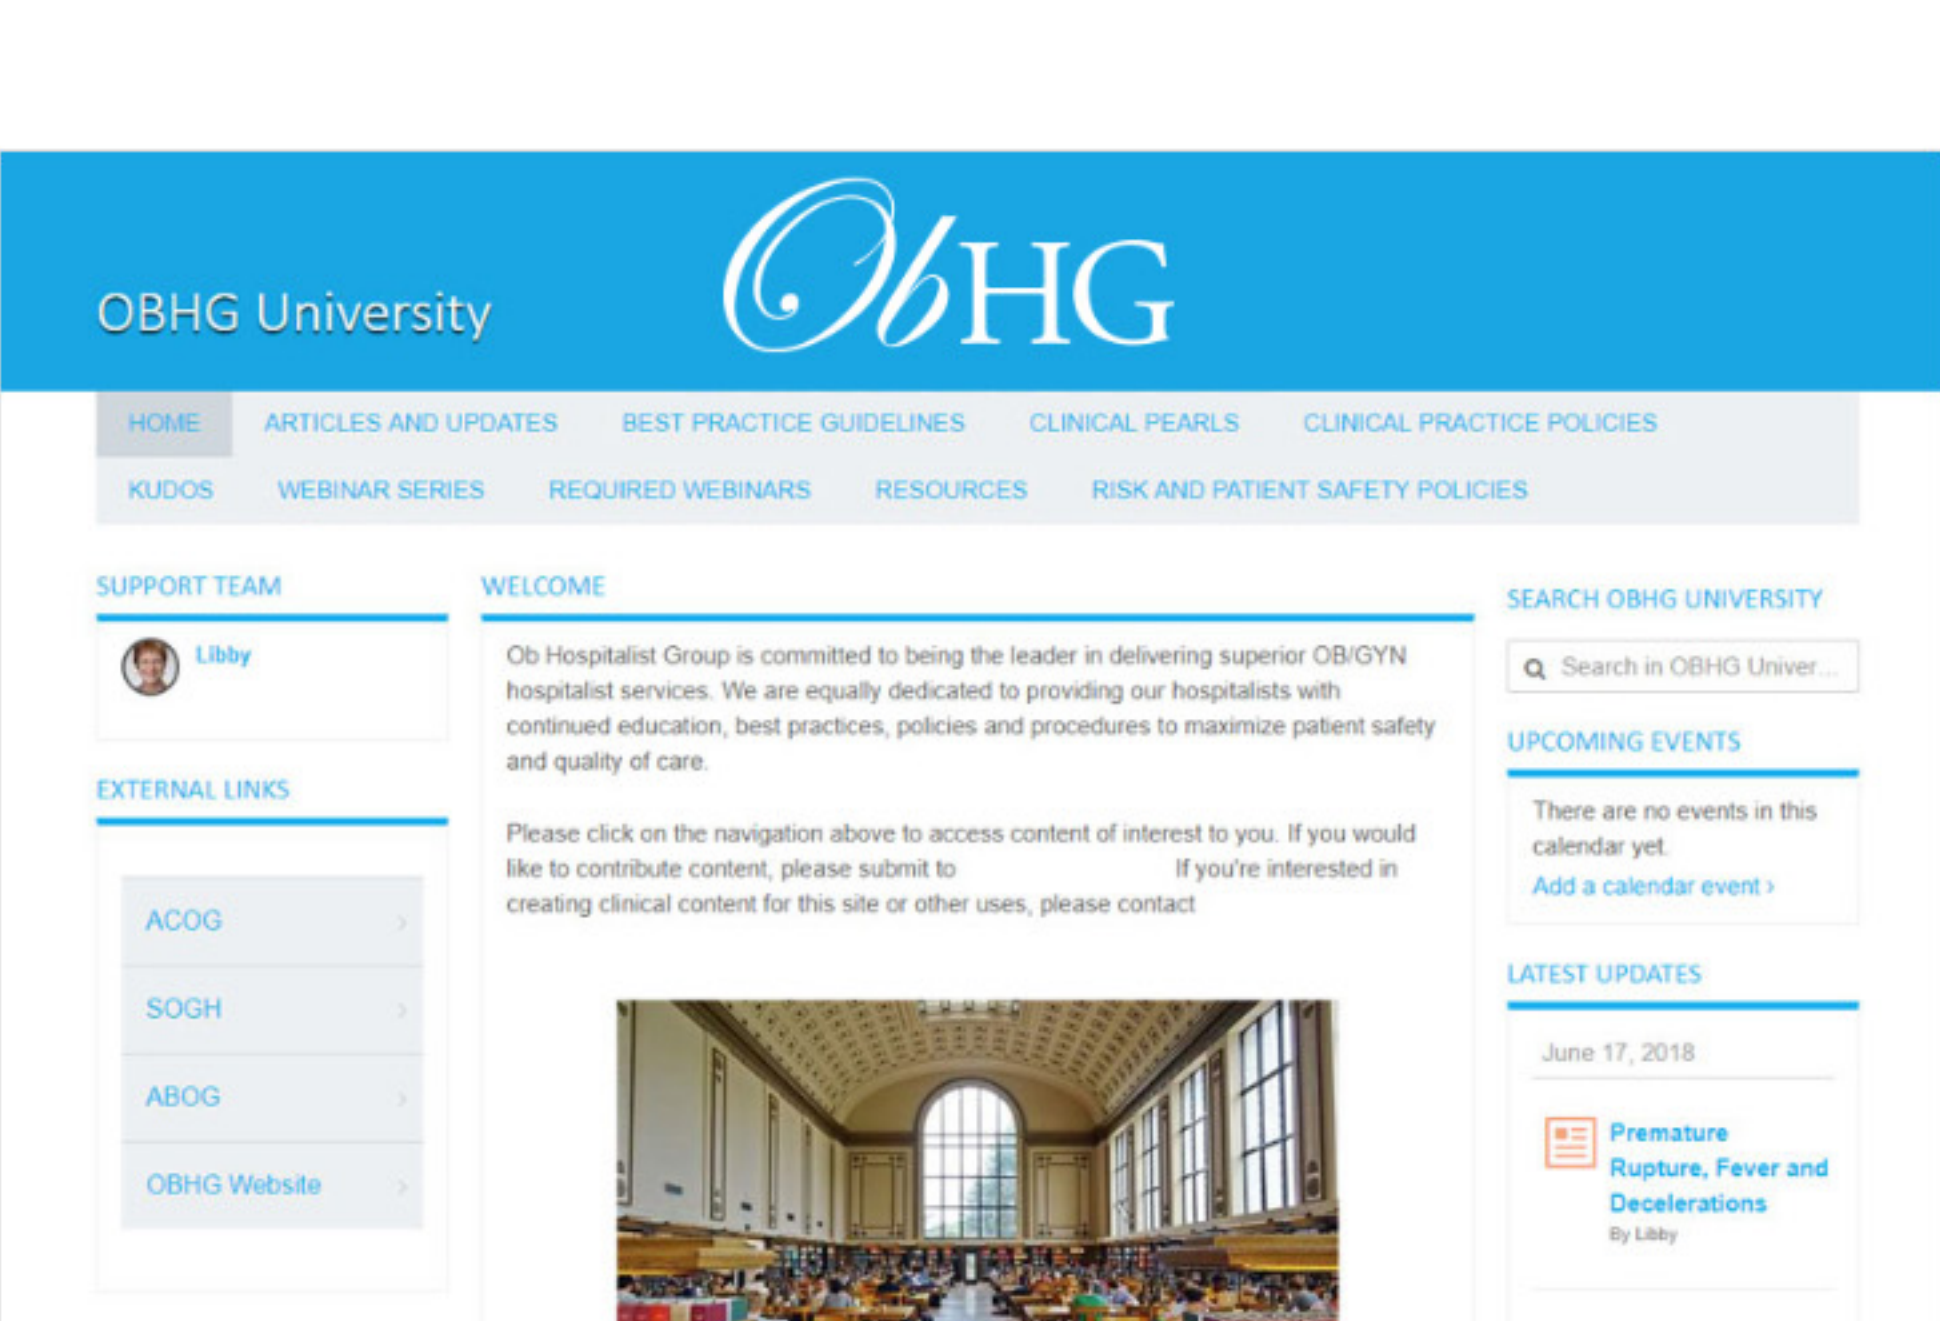 ObHG
OBHG University
HOME ARTICLES AND UPDATES BEST PRACTICE GUIDELINES CLINICAL PEARLS CLINICAL PRACTICE POLICIES
KUDOS WEBINAR SERIES REQUIRED WEBINARS RESOURCES RISK AND PATIENT SAFETY POLICIES
SUPPORT TEAM
Libby
EXTERNAL LINKS
ACOG
SOGH
ABOG
OBHG Website
WELCOME
Ob Hospitalist Group is committed to being the leader in delivering superior OB/GYN
hospitalist services. We are equally dedicated to providing our hospitalists with
continued education, best practices, policies and procedures to maximize patient safety
and quality of care.
Please click on the navigation above to access content of interest to you. If you would
like to contribute content, please submit to If you're interested in
creating clinical content for this site or other uses, please contact
SEARCH OBHG UNIVERSITY
Search in OBHG Univer...
UPCOMING EVENTS
There are no events in this
calendar yet.
Add a calendar event ›
LATEST UPDATES
June 17, 2018
Premature
Rupture, Fever and
Decelerations
By Libby